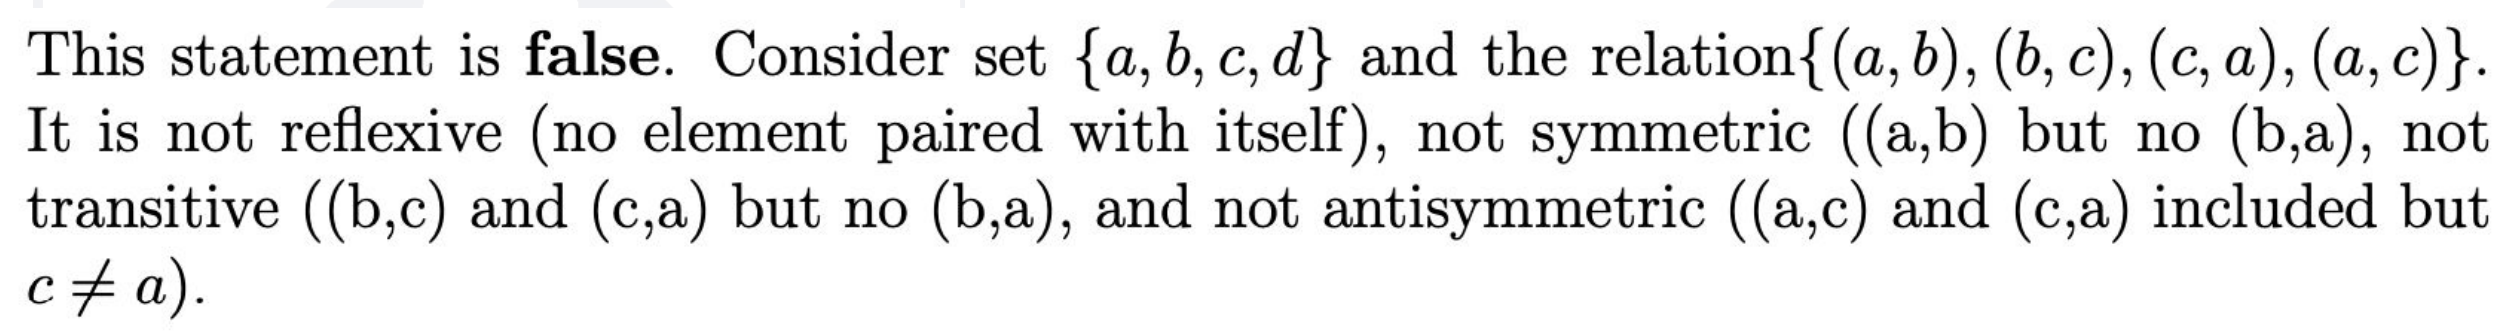 This statement is false. Consider set {a, b, c, d} and the relation{(a, b), (b, c), (c, a), (a, c)}.
It is not reflexive (no element paired with itself), not symmetric ((a,b) but no (b,a), not
transitive ((b,c) and (c,a) but no (b,a), and not antisymmetric ((a,c) and (c,a) included but
c ≠ a).